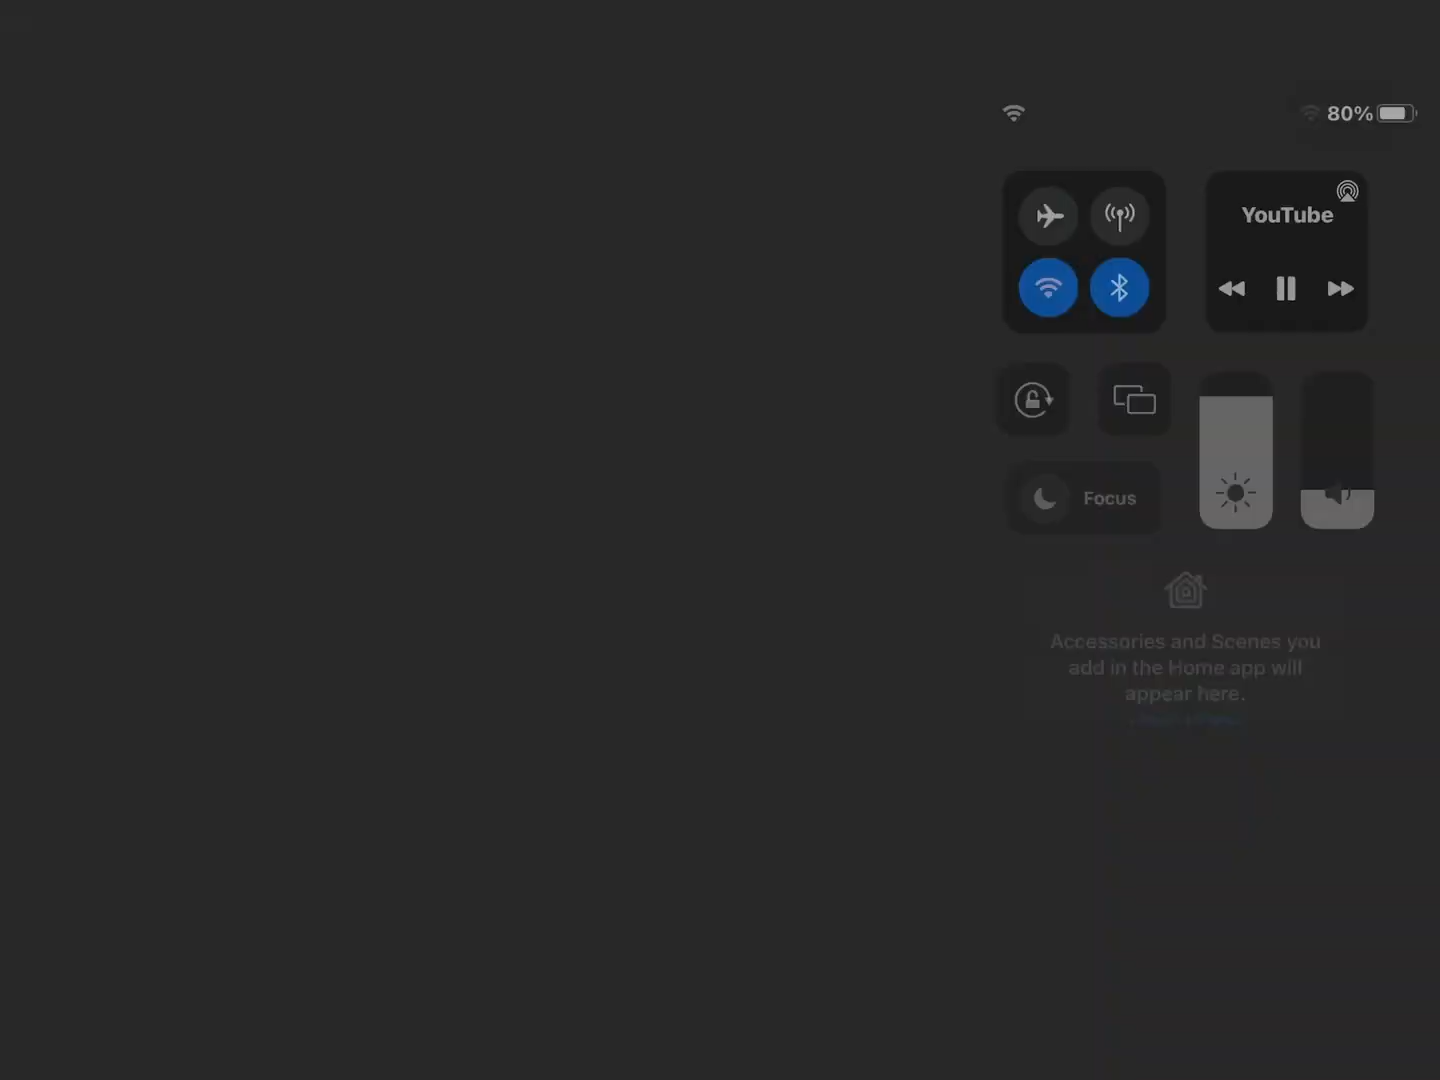 80%
YouTube
Focus
Accessories and Scenes you
add in the Home app will
appear here.